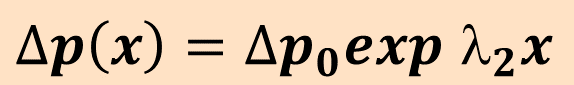 Δp(x) = Δp₀exp λ₂x